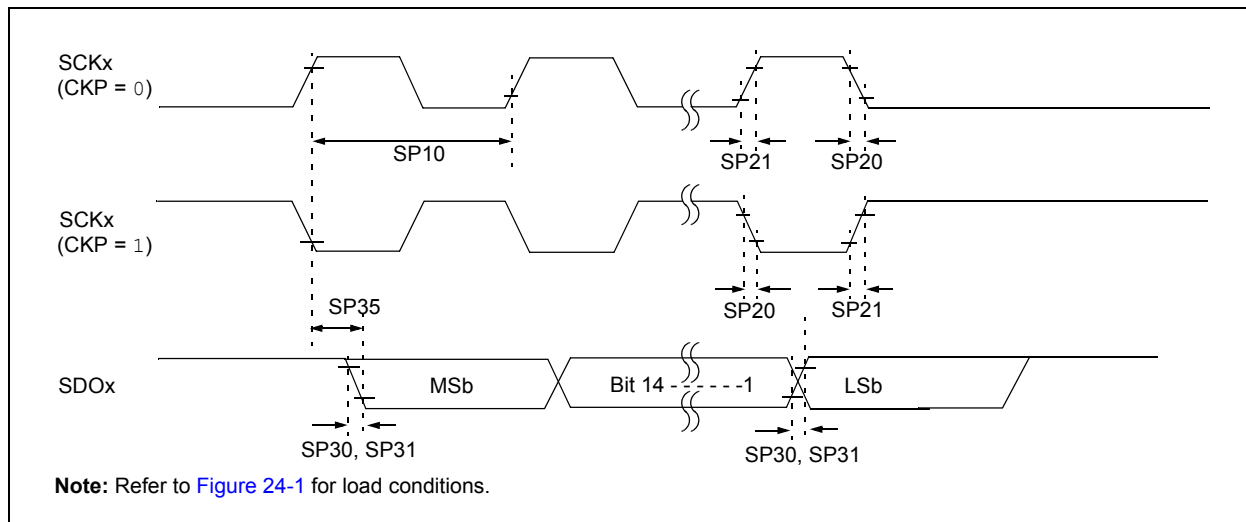 SCKx
(CKP = 0)
SP10
SP21
SP20
SCKx
(CKP = 1)
SP35
SP20
SP21
SDOx
MSb
Bit 14 - - - - - -1
LSb
SP30, SP31
SP30, SP31
Note: Refer to Figure 24-1 for load conditions.